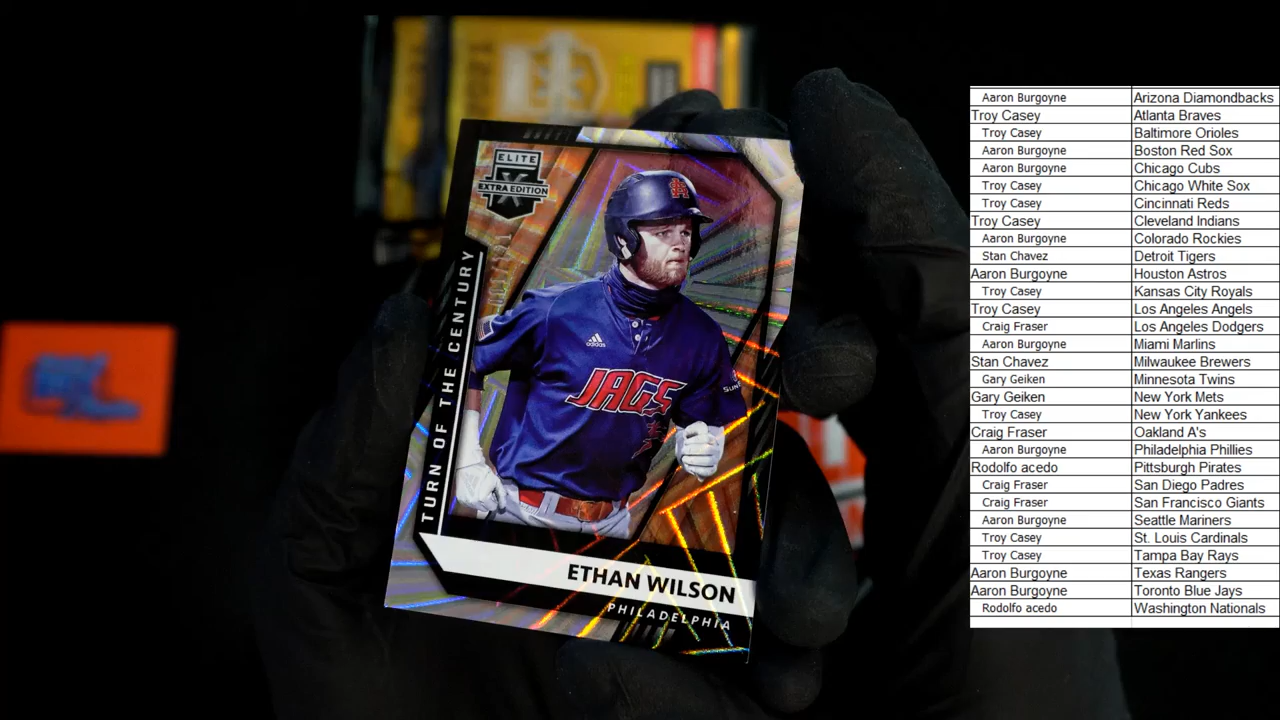 ELITE
EXTRA EDITION
TURN OF THE CENTURY
adidas
JAGS
ETHAN WILSON
PHILADELPHIA
Aaron Burgoyne Arizona Diamondbacks
Troy Casey Atlanta Braves
Troy Casey Baltimore Orioles
Aaron Burgoyne Boston Red Sox
Aaron Burgoyne Chicago Cubs
Troy Casey Chicago White Sox
Troy Casey Cincinnati Reds
Troy Casey Cleveland Indians
Aaron Burgoyne Colorado Rockies
Stan Chavez Detroit Tigers
Aaron Burgoyne Houston Astros
Troy Casey Kansas City Royals
Troy Casey Los Angeles Angels
Craig Fraser Los Angeles Dodgers
Aaron Burgoyne Miami Marlins
Stan Chavez Milwaukee Brewers
Gary Geiken Minnesota Twins
Gary Geiken New York Mets
Troy Casey New York Yankees
Craig Fraser Oakland A's
Aaron Burgoyne Philadelphia Phillies
Rodolfo acedo Pittsburgh Pirates
Craig Fraser San Diego Padres
Craig Fraser San Francisco Giants
Aaron Burgoyne Seattle Mariners
Troy Casey St. Louis Cardinals
Troy Casey Tampa Bay Rays
Aaron Burgoyne Texas Rangers
Aaron Burgoyne Toronto Blue Jays
Rodolfo acedo Washington Nationals